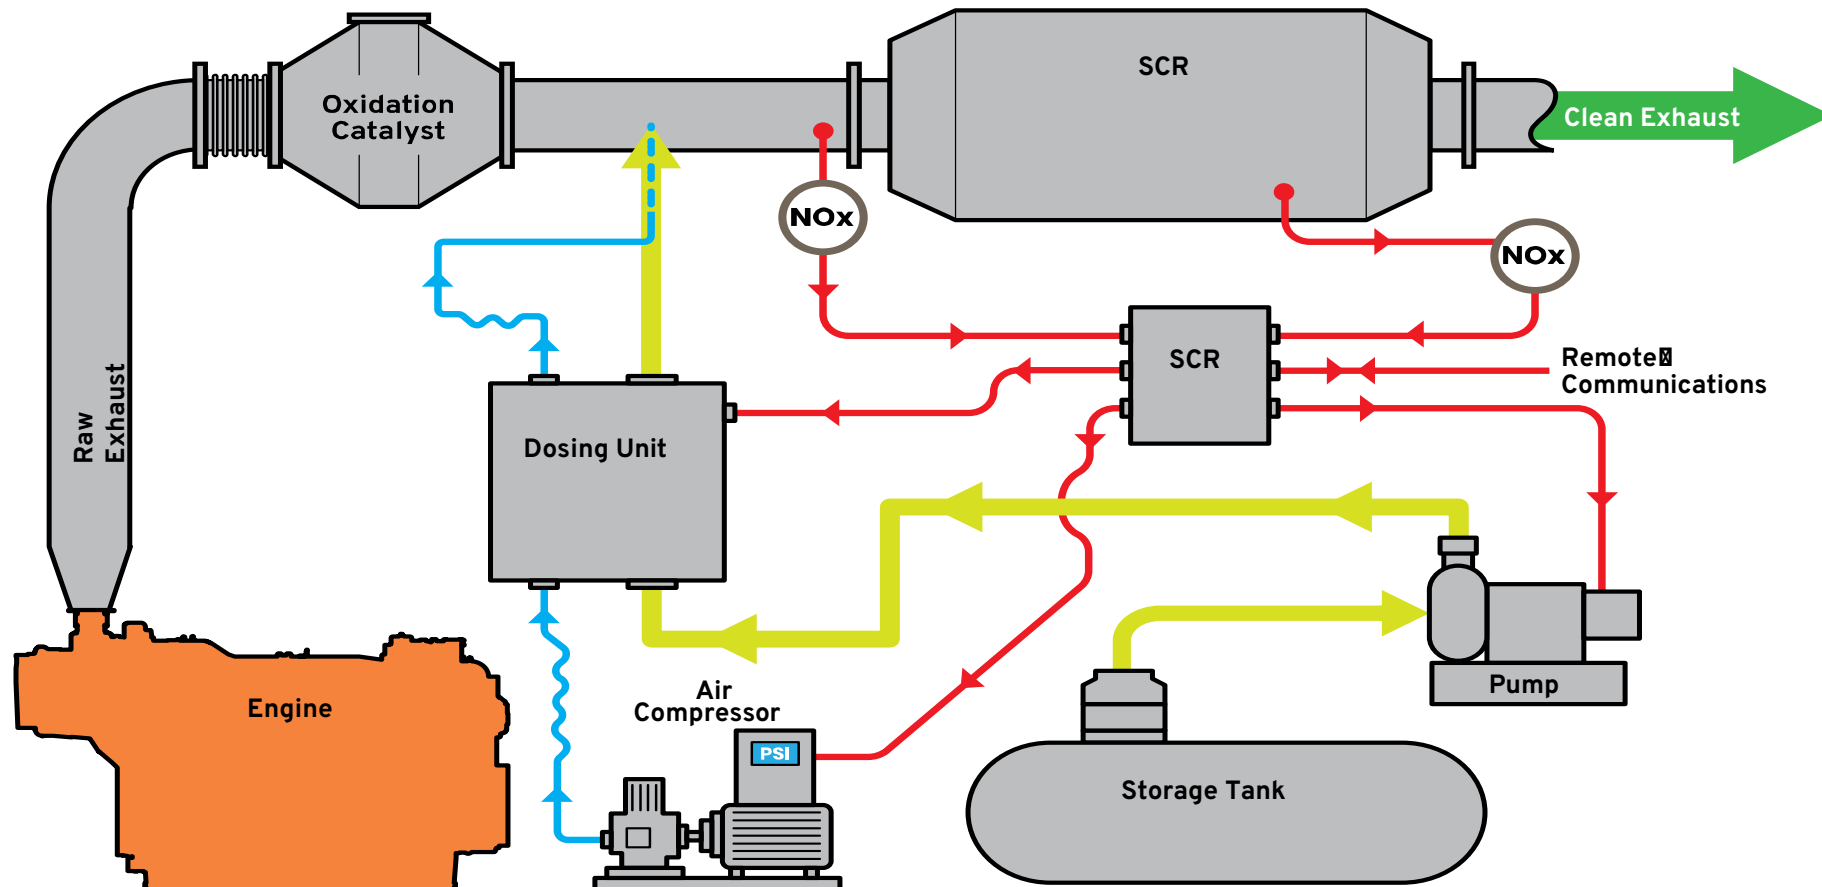 SCR
Oxidation
Catalyst
Clean Exhaust
NOx
NOx
Raw
Exhaust
SCR
Remote
Communications
Dosing Unit
Engine
Air
Compressor
PSI
Pump
Storage Tank